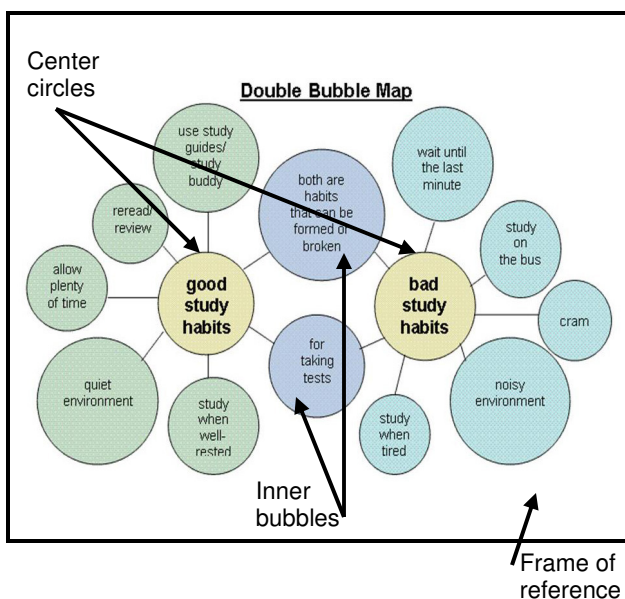 Center
circles
Double Bubble Map
use study
guides/
study
buddy
both are
habits
that can be
formed or
broken
wait until
the last
minute
reread/
review
study
on
the bus
allow
plenty
of time
good
study
habits
bad
study
habits
cram
quiet
environment
for
taking
tests
noisy
environment
study
when
well-
rested
study
when
tired
Inner
bubbles
Frame of
reference